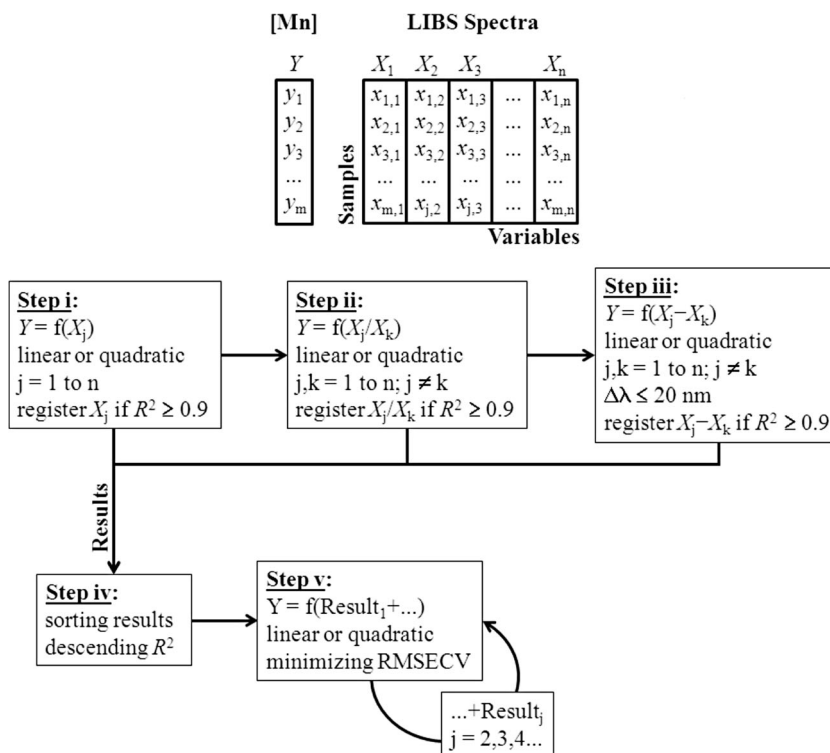 [Mn] LIBS Spectra
Y X₁ X₂ X₃ Xₙ
y₁ x₁,₁ x₁,₂ x₁,₃ ... x₁,ₙ
y₂ x₂,₁ x₂,₂ x₂,₃ ... x₂,ₙ
y₃ x₃,₁ x₃,₂ x₃,₃ ... x₃,ₙ
... ... ... ... ... ...
yₘ xₘ,₁ xⱼ,₂ xⱼ,₃ ... xₘ,ₙ
Samples
Variables
Step i:
Y = f(Xⱼ)
linear or quadratic
j = 1 to n
register Xⱼ if R² ≥ 0.9
Step ii:
Y = f(Xⱼ/Xₖ)
linear or quadratic
j,k = 1 to n; j ≠ k
register Xⱼ/Xₖ if R² ≥ 0.9
Step iii:
Y = f(Xⱼ−Xₖ)
linear or quadratic
j,k = 1 to n; j ≠ k
Δλ ≤ 20 nm
register Xⱼ−Xₖ if R² ≥ 0.9
Results
Step iv:
sorting results
descending R²
Step v:
Y = f(Result₁+...)
linear or quadratic
minimizing RMSECV
...+Resultⱼ
j = 2,3,4...